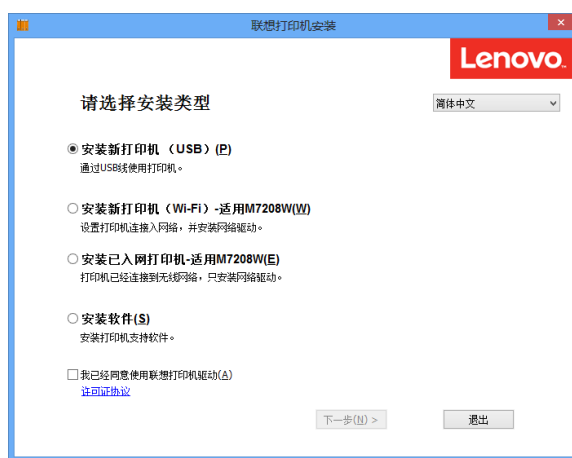 联想打印机安装
Lenovo.
请选择安装类型
简体中文
安装新打印机 （USB）(P)
通过USB线使用打印机。
安装新打印机（Wi-Fi）-适用M7208W(W)
设置打印机连接入网络，并安装网络驱动。
安装已入网打印机-适用M7208W(E)
打印机已经连接到无线网络，只安装网络驱动。
安装软件(S)
安装打印机支持软件。
我已经同意使用联想打印机驱动(A)
许可证协议
下一步(N) >
退出